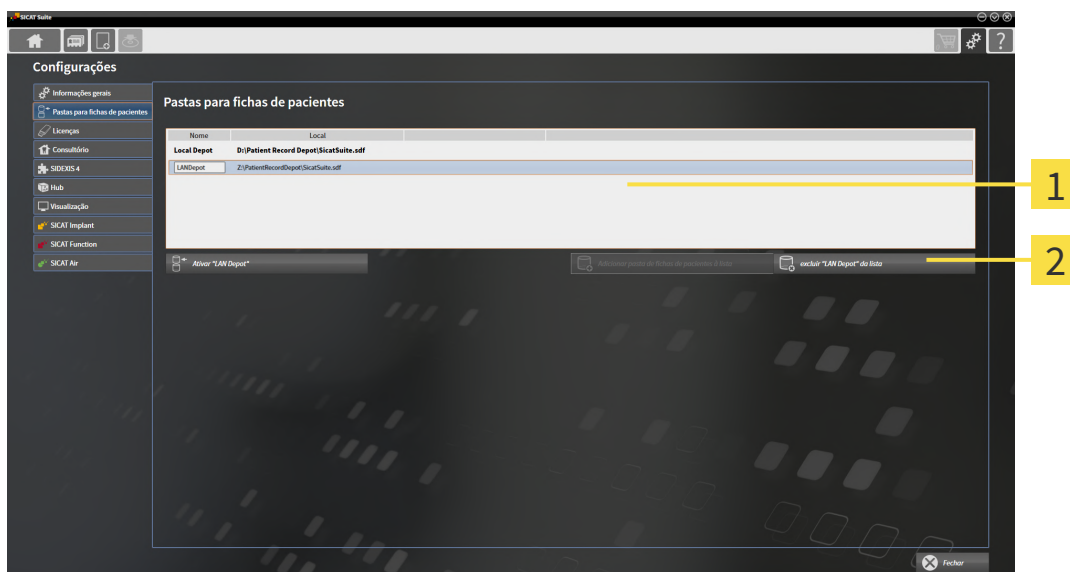 SICAT Suite
?
Configurações
Informações gerais
Pastas para fichas de pacientes
Licenças
Consultório
SIDEXIS 4
Hub
Visualização
SICAT Implant
SICAT Function
SICAT Air
Pastas para fichas de pacientes
Nome Local
Local Depot D:\Patient Record Depot\SicatSuite.sdf
LANDepot Z:\PatientRecordDepot\SicatSuite.sdf
1
Ativar "LAN Depot"
Adicionar pasta de fichas de pacientes à lista
excluir "LAN Depot" da lista
2
Fechar